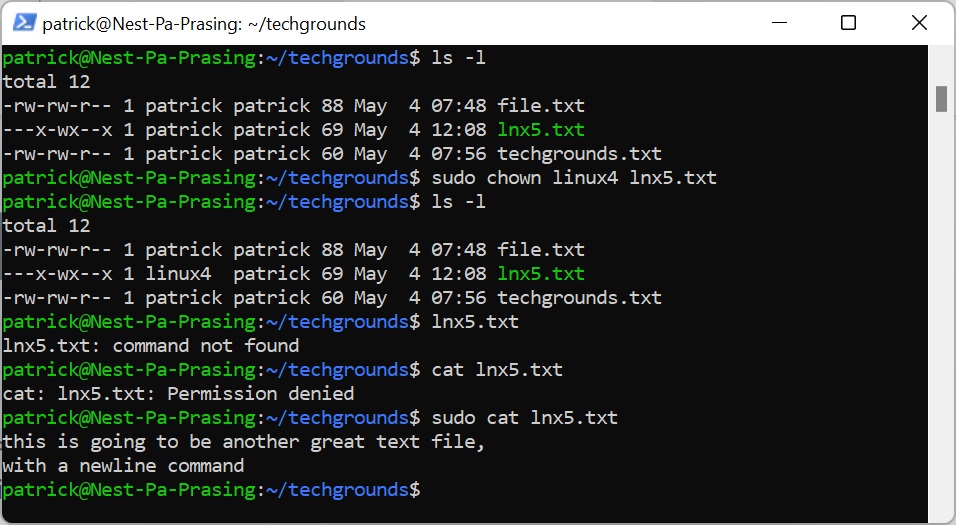 patrick@Nest-Pa-Prasing: ~/techgrounds
patrick@Nest-Pa-Prasing:~/techgrounds$ ls -l
total 12
-rw-rw-r-- 1 patrick patrick 88 May  4 07:48 file.txt
---x-wx--x 1 patrick patrick 69 May  4 12:08 lnx5.txt
-rw-rw-r-- 1 patrick patrick 60 May  4 07:56 techgrounds.txt
patrick@Nest-Pa-Prasing:~/techgrounds$ sudo chown linux4 lnx5.txt
patrick@Nest-Pa-Prasing:~/techgrounds$ ls -l
total 12
-rw-rw-r-- 1 patrick patrick 88 May  4 07:48 file.txt
---x-wx--x 1 linux4  patrick 69 May  4 12:08 lnx5.txt
-rw-rw-r-- 1 patrick patrick 60 May  4 07:56 techgrounds.txt
patrick@Nest-Pa-Prasing:~/techgrounds$ lnx5.txt
lnx5.txt: command not found
patrick@Nest-Pa-Prasing:~/techgrounds$ cat lnx5.txt
cat: lnx5.txt: Permission denied
patrick@Nest-Pa-Prasing:~/techgrounds$ sudo cat lnx5.txt
this is going to be another great text file,
with a newline command
patrick@Nest-Pa-Prasing:~/techgrounds$